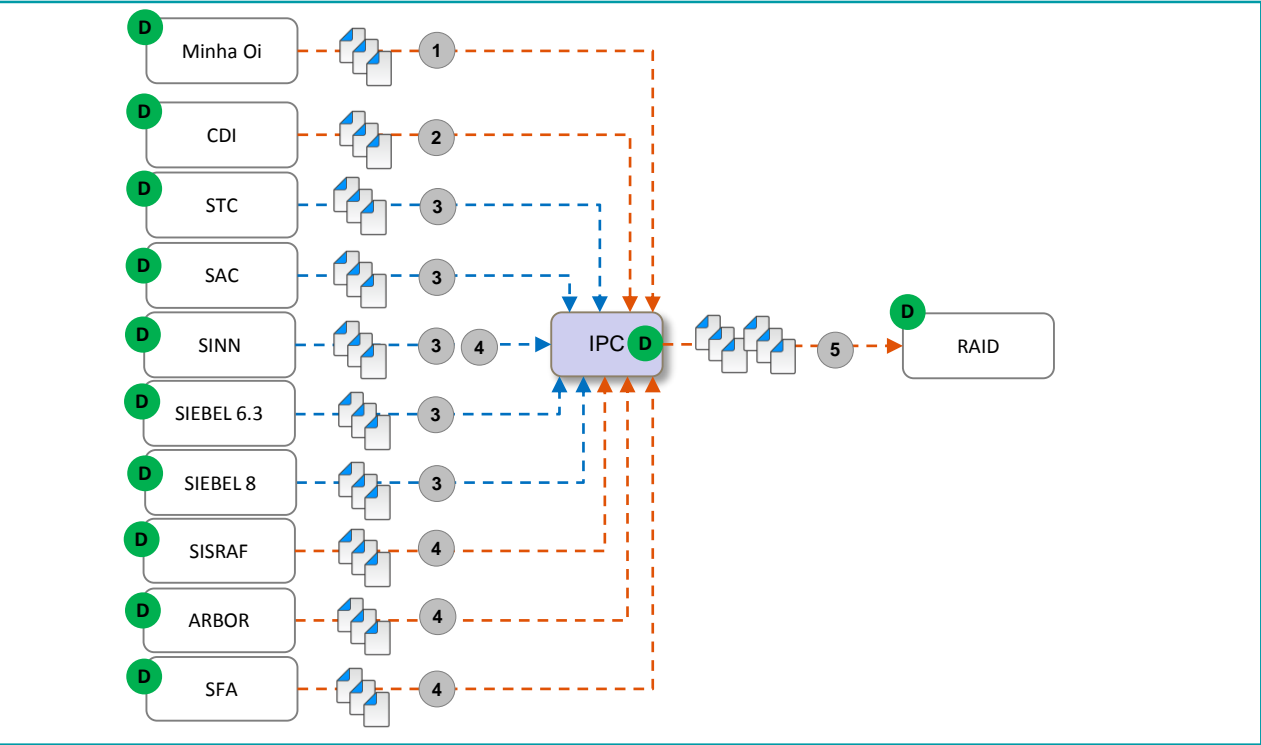 D
Minha Oi
1
D
CDI
2
D
STC
3
D
SAC
3
D
SINN
3
4
IPC
D
5
D
RAID
D
SIEBEL 6.3
3
D
SIEBEL 8
3
D
SISRAF
4
D
ARBOR
4
D
SFA
4